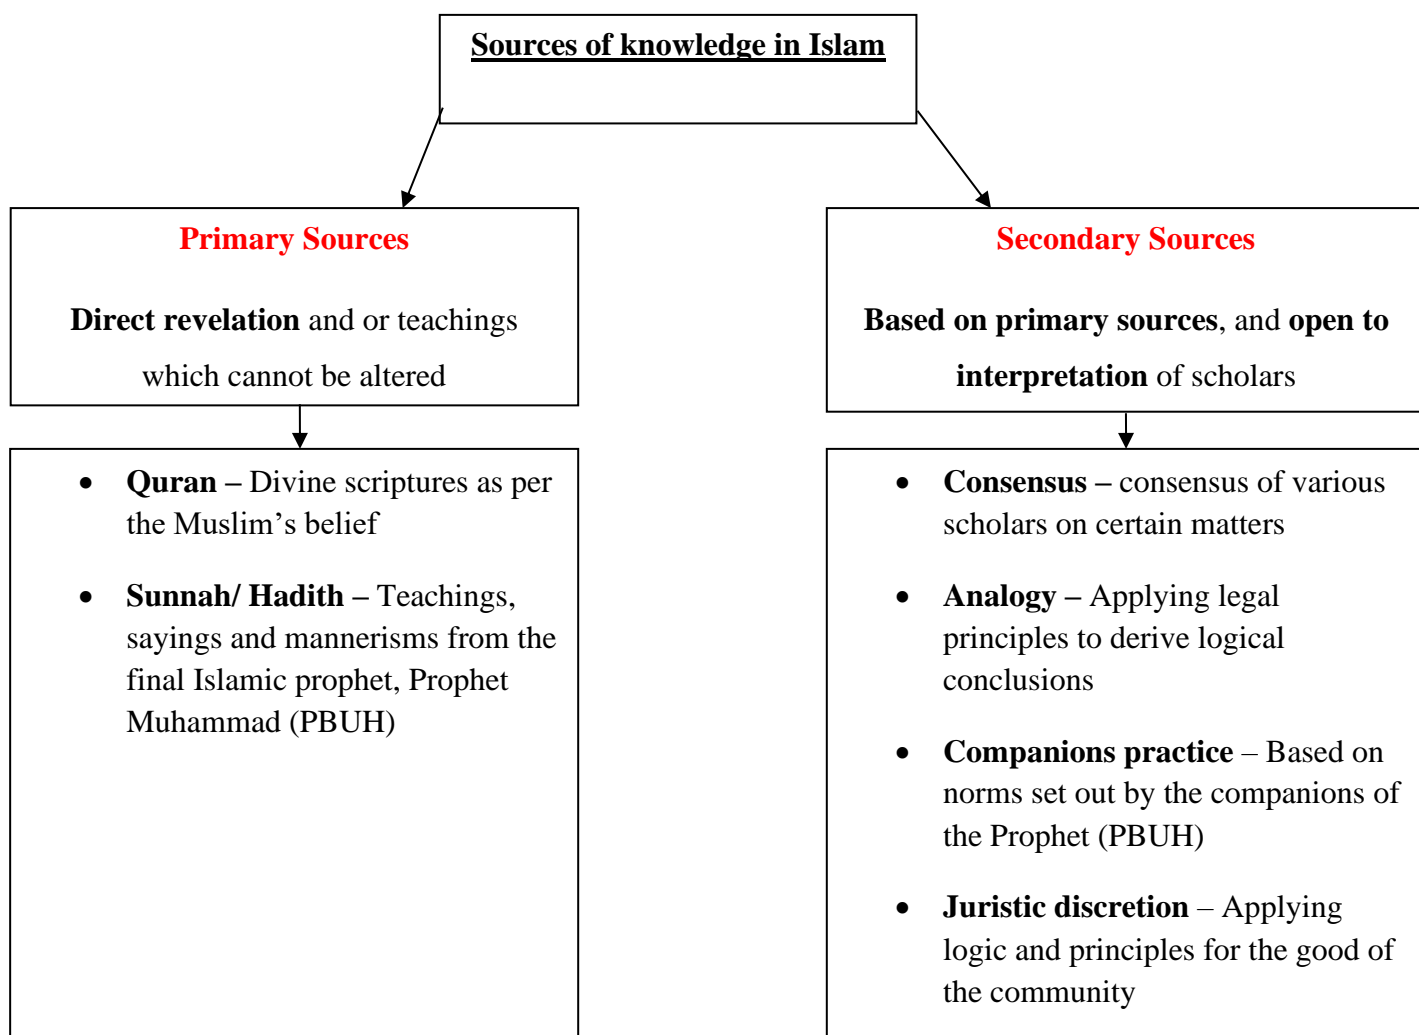 Sources of knowledge in Islam
Primary Sources
Direct revelation and or teachings
which cannot be altered
Secondary Sources
Based on primary sources, and open to
interpretation of scholars
• Quran – Divine scriptures as per
the Muslim’s belief
• Sunnah/ Hadith – Teachings,
sayings and mannerisms from the
final Islamic prophet, Prophet
Muhammad (PBUH)
• Consensus – consensus of various
scholars on certain matters
• Analogy – Applying legal
principles to derive logical
conclusions
• Companions practice – Based on
norms set out by the companions of
the Prophet (PBUH)
• Juristic discretion – Applying
logic and principles for the good of
the community